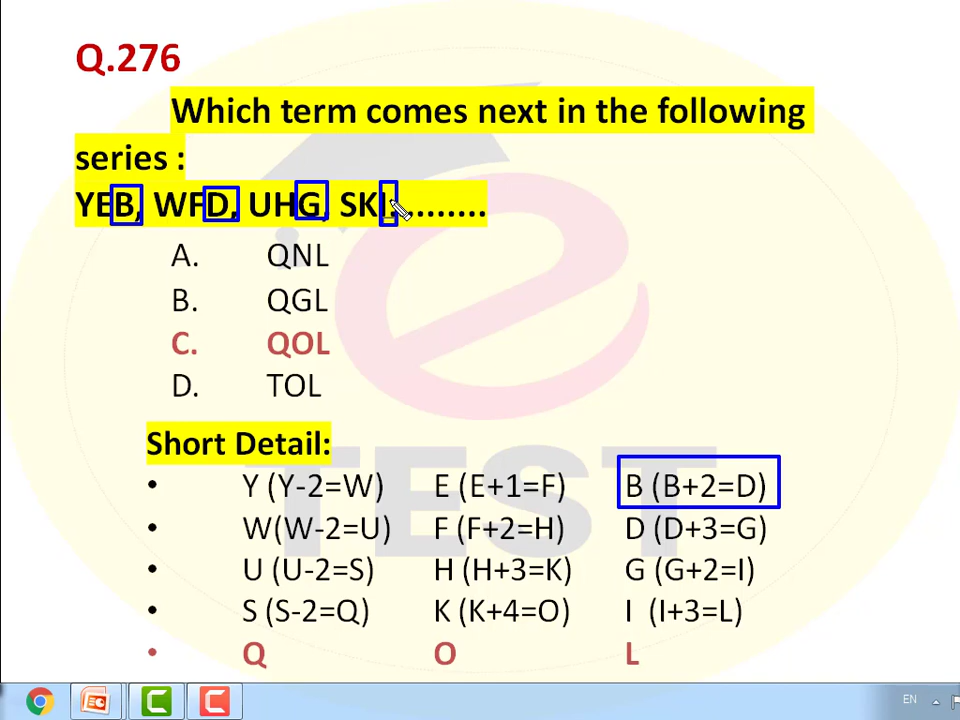 Q.276
Which term comes next in the following
series :
YEB, WFD, UHG, SKI..........
A. QNL
B. QGL
C. QOL
D. TOL
Short Detail:
• Y (Y-2=W) E (E+1=F) B (B+2=D)
• W(W-2=U) F (F+2=H) D (D+3=G)
• U (U-2=S) H (H+3=K) G (G+2=I)
• S (S-2=Q) K (K+4=O) I (I+3=L)
• Q O L
TEST
EN